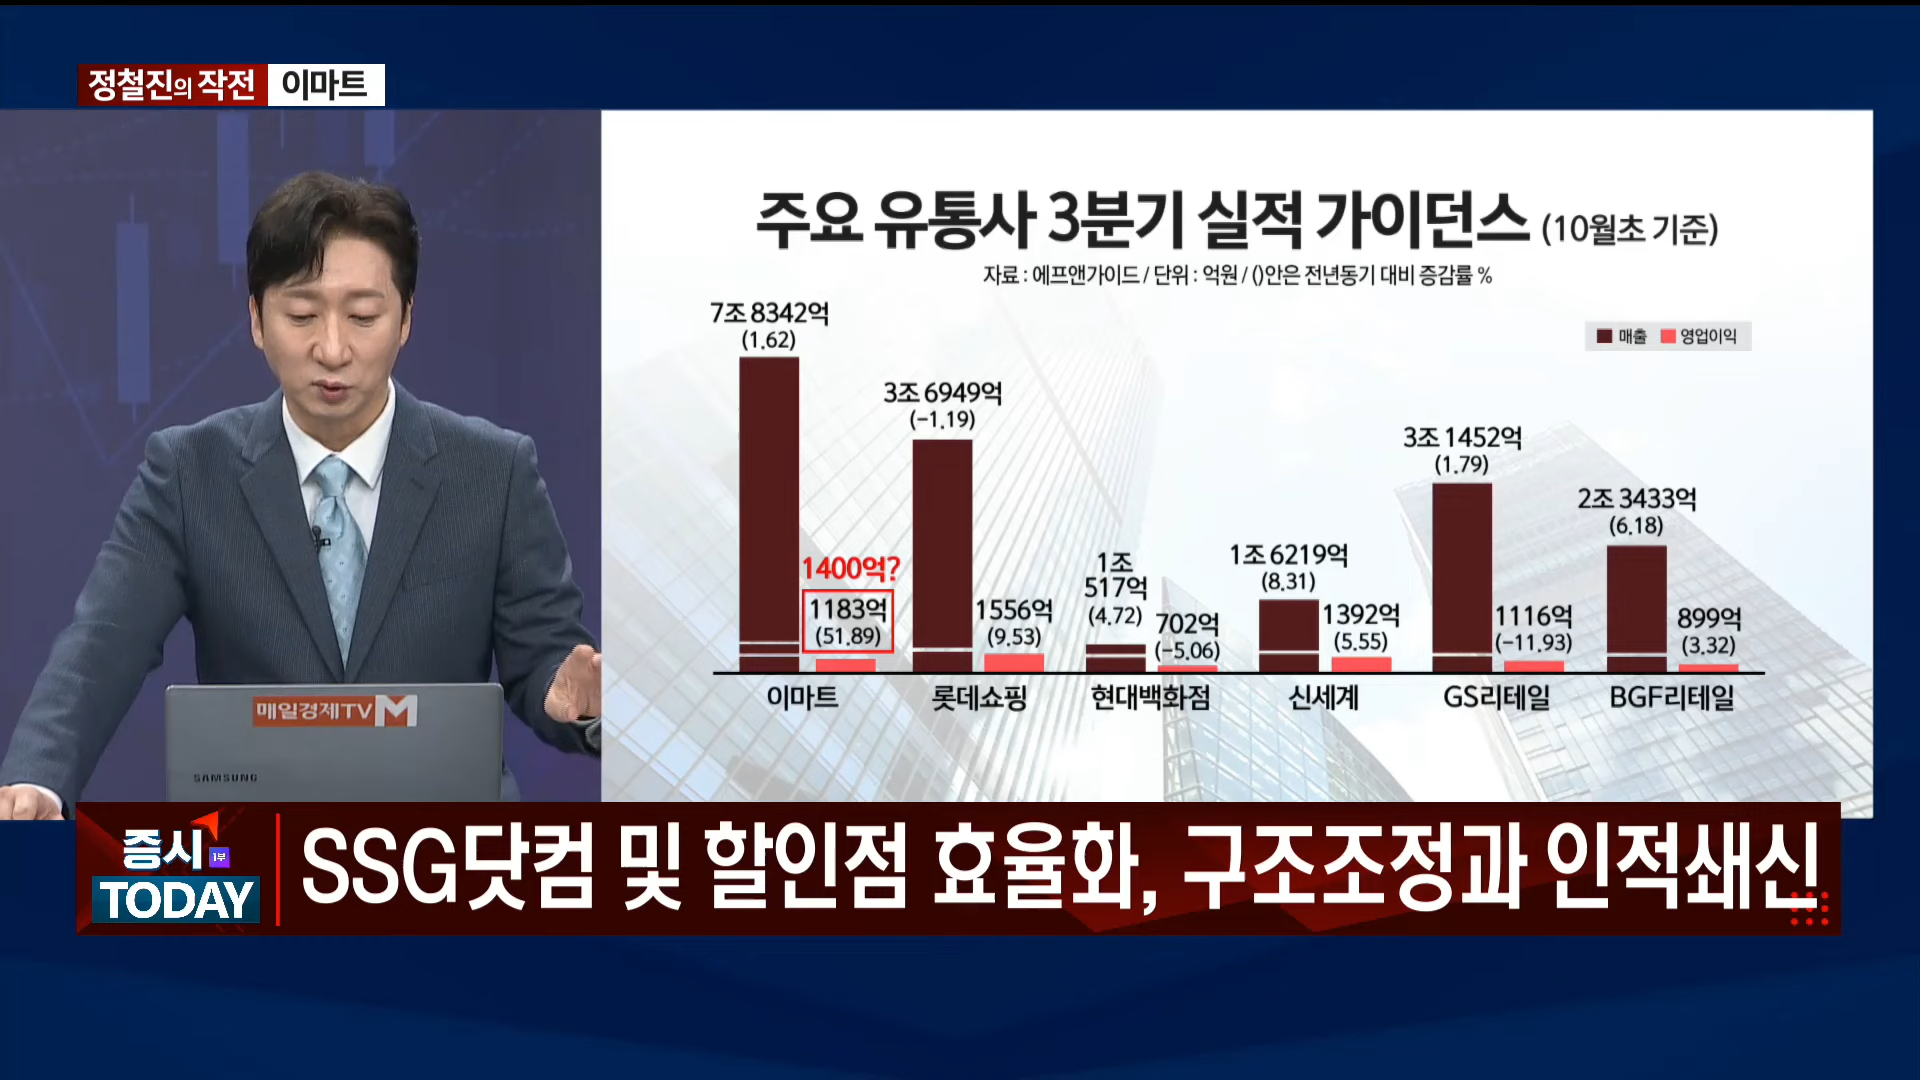 정철진의 작전 이마트
주요 유통사 3분기 실적 가이던스 (10월초 기준)
자료 : 에프앤가이드 / 단위 : 억원 / ()안은 전년동기 대비 증감률 %
매출 영업이익
7조 8342억
(1.62)
1400억?
1183억
(51.89)
이마트
3조 6949억
(-1.19)
1556억
(9.53)
롯데쇼핑
1조
517억
(4.72)
702억
(-5.06)
현대백화점
1조 6219억
(8.31)
1392억
(5.55)
신세계
3조 1452억
(1.79)
1116억
(-11.93)
GS리테일
2조 3433억
(6.18)
899억
(3.32)
BGF리테일
매일경제TV M
SAMSUNG
증시 1부
TODAY
SSG닷컴 및 할인점 효율화, 구조조정과 인적쇄신